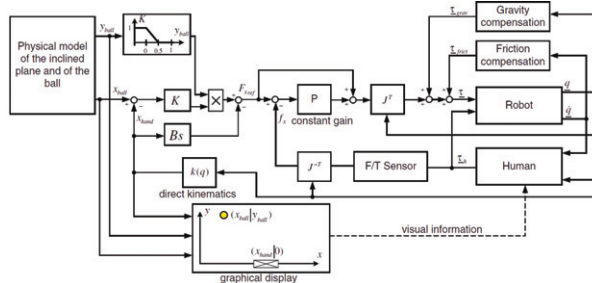 Physical model
of the inclined
plane and of the
ball
y_ball
K
1
0 0.5 1
y_ball
x_ball
x_hand
K
Bs
F_xref
f_x
P
constant gain
J^T
τ_grav
τ_frict
Gravity
compensation
Friction
compensation
τ
Robot
q
q̇
τ_h
Human
F/T Sensor
J^-T
k(q)
direct kinematics
y
(x_ball|y_ball)
(x_hand|0)
x
graphical display
visual information